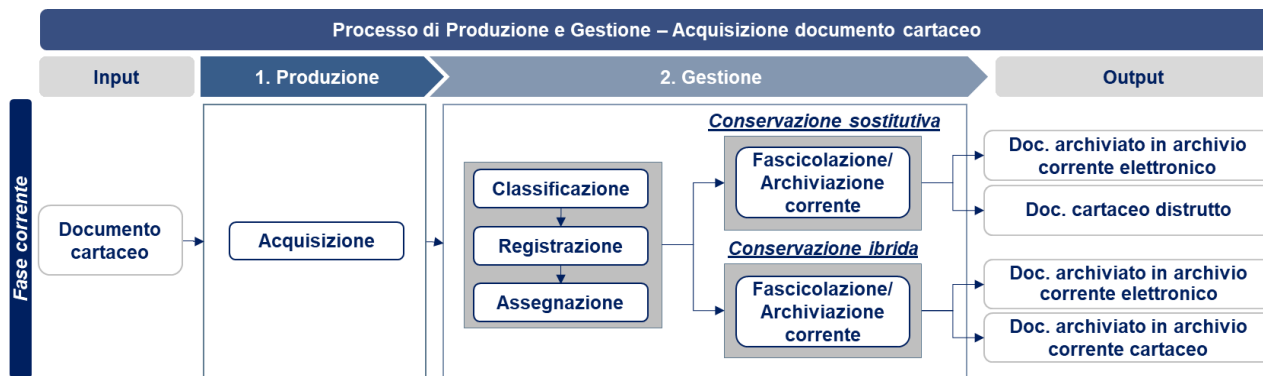 Processo di Produzione e Gestione – Acquisizione documento cartaceo
Input
1. Produzione
2. Gestione
Output
Fase corrente
Documento
cartaceo
Acquisizione
Classificazione
Registrazione
Assegnazione
Conservazione sostitutiva
Fascicolazione/
Archiviazione
corrente
Conservazione ibrida
Fascicolazione/
Archiviazione
corrente
Doc. archiviato in archivio
corrente elettronico
Doc. cartaceo distrutto
Doc. archiviato in archivio
corrente elettronico
Doc. archiviato in archivio
corrente cartaceo